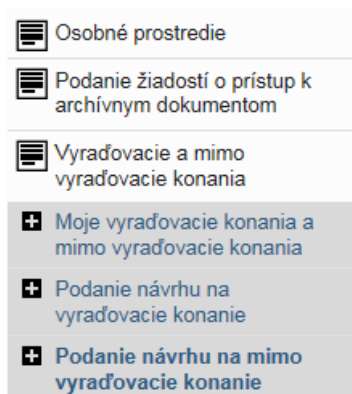 Osobné prostredie
Podanie žiadostí o prístup k
archívnym dokumentom
Vyraďovacie a mimo
vyraďovacie konania
Moje vyraďovacie konania a
mimo vyraďovacie konania
Podanie návrhu na
vyraďovacie konanie
Podanie návrhu na mimo
vyraďovacie konanie